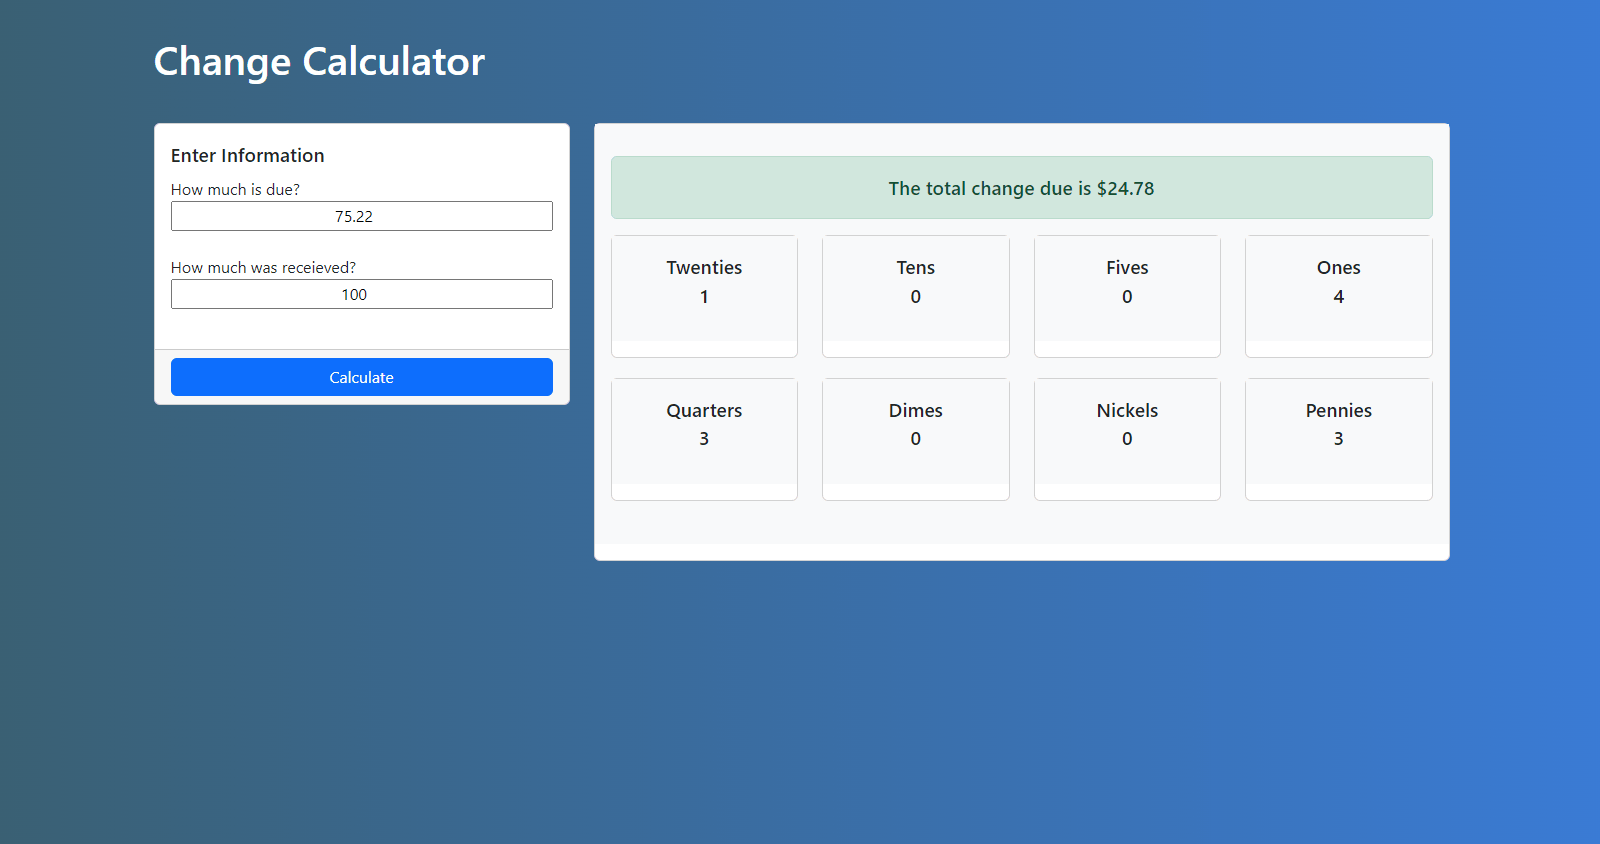 Change Calculator
Enter Information
How much is due?
75.22
How much was receieved?
100
Calculate
The total change due is $24.78
Twenties
1
Tens
0
Fives
0
Ones
4
Quarters
3
Dimes
0
Nickels
0
Pennies
3